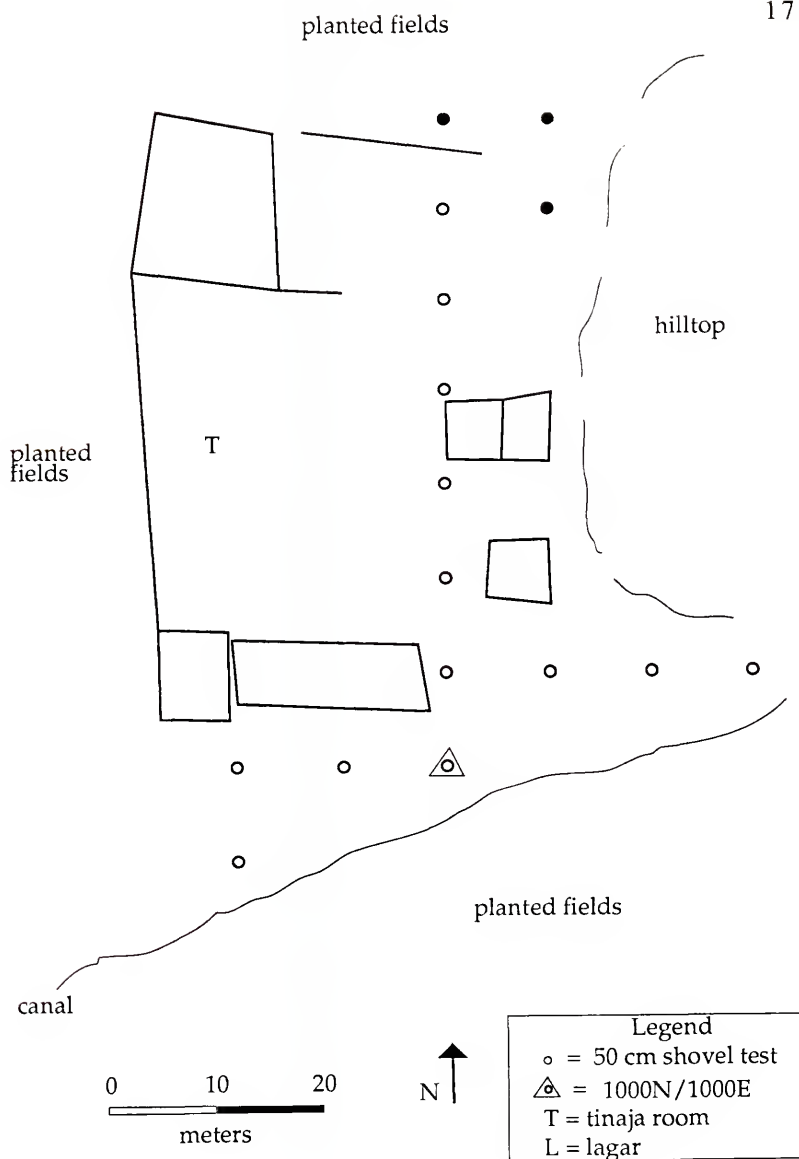 17
planted fields
hilltop
T
planted
fields
planted fields
canal
0 10 20
meters
N
Legend
o = 50 cm shovel test
= 1000N/1000E
T = tinaja room
L = lagar